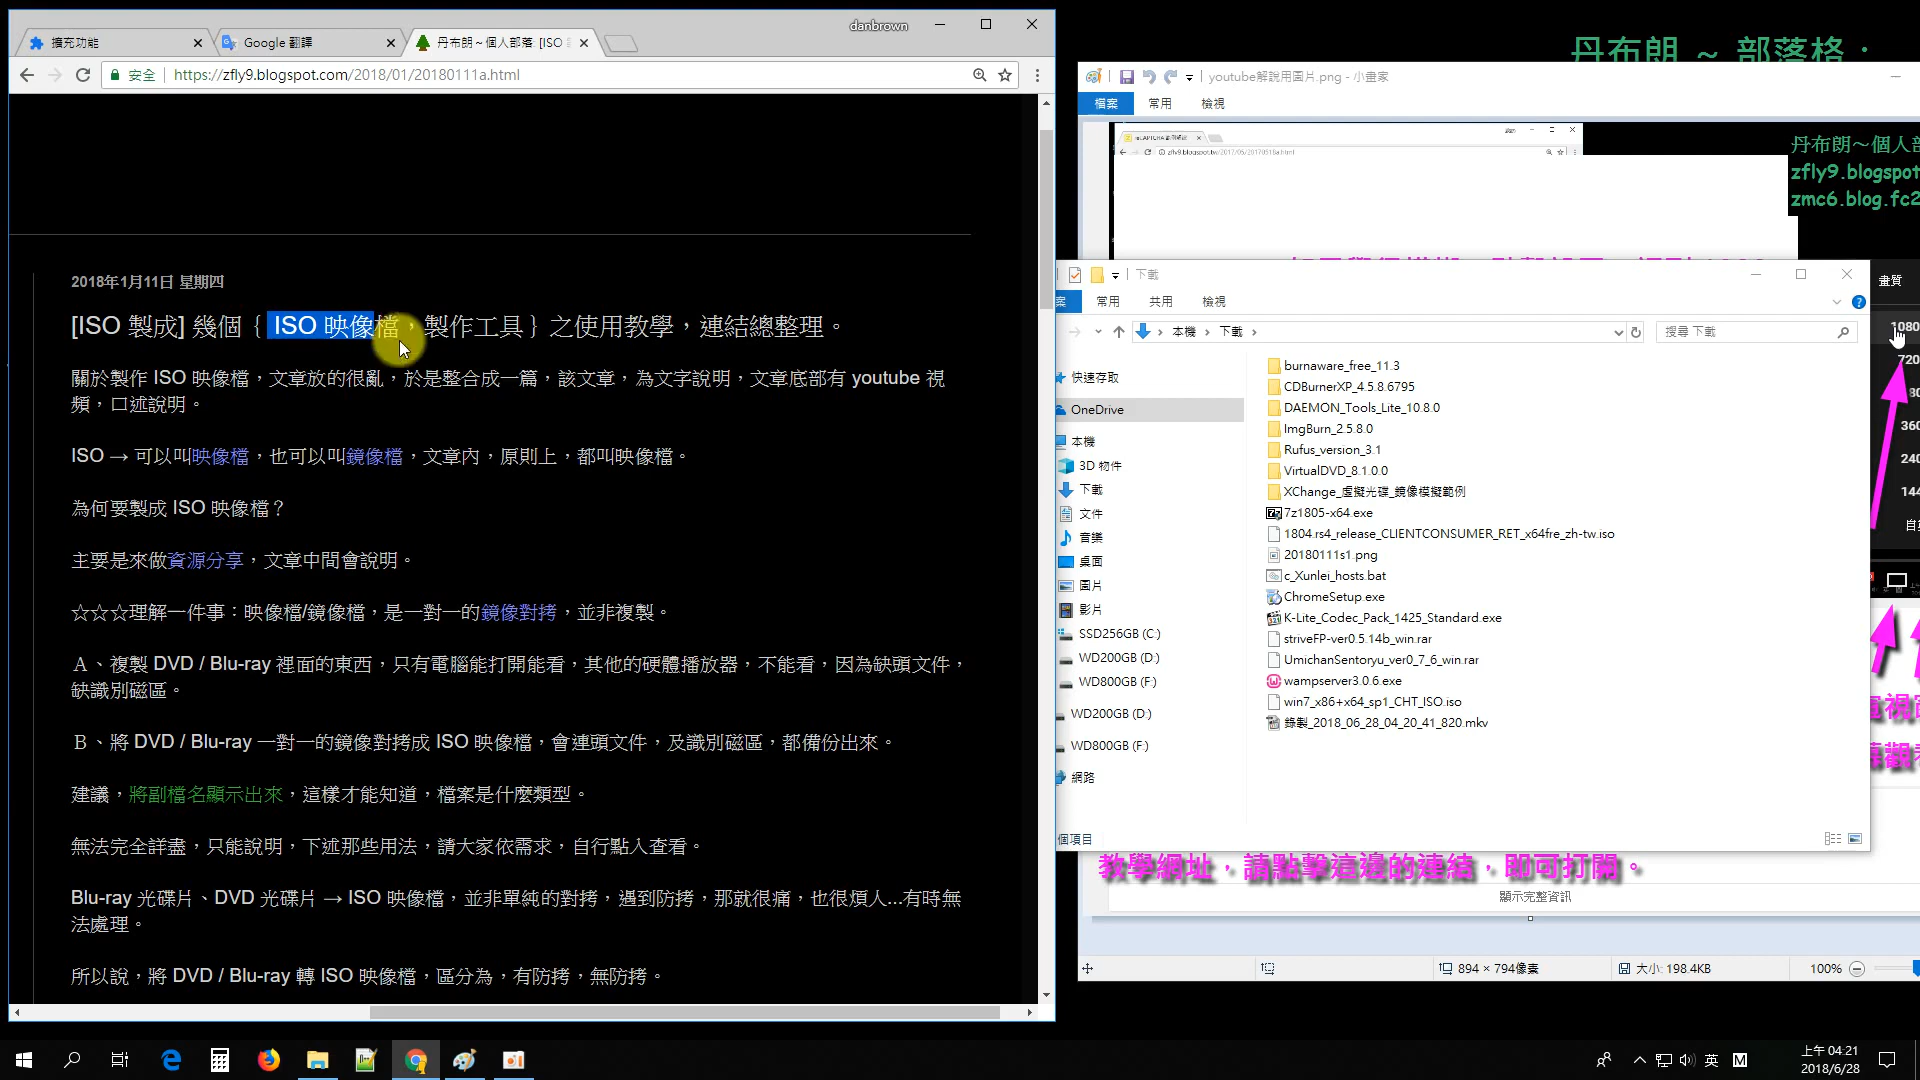 danbrown
擴充功能
Google 翻譯
丹布朗～個人部落: [ISO
安全
https://zfly9.blogspot.com/2018/01/20180111a.html
2018年1月11日 星期四
[ISO 製成] 幾個 { ISO 映像檔，製作工具 } 之使用教學，連結總整理。
關於製作 ISO 映像檔，文章放的很亂，於是整合成一篇，該文章，為文字說明，文章底部有 youtube 視
頻，口述說明。
ISO → 可以叫映像檔，也可以叫鏡像檔，文章內，原則上，都叫映像檔。
為何要製成 ISO 映像檔？
主要是來做資源分享，文章中間會說明。
☆☆☆理解一件事：映像檔/鏡像檔，是一對一的鏡像對拷，並非複製。
Ａ、複製 DVD / Blu-ray 裡面的東西，只有電腦能打開能看，其他的硬體播放器，不能看，因為缺頭文件，
缺識別磁區。
Ｂ、將 DVD / Blu-ray 一對一的鏡像對拷成 ISO 映像檔，會連頭文件，及識別磁區，都備份出來。
建議，將副檔名顯示出來，這樣才能知道，檔案是什麼類型。
無法完全詳盡，只能說明，下述那些用法，請大家依需求，自行點入查看。
Blu-ray 光碟片、DVD 光碟片 → ISO 映像檔，並非單純的對拷，遇到防拷，那就很痛，也很煩人...有時無
法處理。
所以說，將 DVD / Blu-ray 轉 ISO 映像檔，區分為，有防拷，無防拷。
丹布朗 ~ 部落格．
youtube解說用圖片.png - 小畫家
檔案
常用
檢視
zfly9.blogspot.tw/2017/05/20170518a.html
丹布朗～個人部
zfly9.blogspot
zmc6.blog.fc2
下載
案
常用
共用
檢視
本機
下載
搜尋 下載
快速存取
OneDrive
本機
3D 物件
下載
文件
音樂
桌面
圖片
影片
SSD256GB (C:)
WD200GB (D:)
WD800GB (F:)
WD200GB (D:)
WD800GB (F:)
網路
burnaware_free_11.3
CDBurnerXP_4.5.8.6795
DAEMON_Tools_Lite_10.8.0
ImgBurn_2.5.8.0
Rufus_version_3.1
VirtualDVD_8.1.0.0
XChange_虛擬光碟_鏡像模擬範例
7z1805-x64.exe
1804.rs4_release_CLIENTCONSUMER_RET_x64fre_zh-tw.iso
20180111s1.png
c_Xunlei_hosts.bat
ChromeSetup.exe
K-Lite_Codec_Pack_1425_Standard.exe
striveFP-ver0.5.14b_win.rar
UmichanSentoryu_ver0_7_6_win.rar
wampserver3.0.6.exe
win7_x86+x64_sp1_CHT_ISO.iso
錄製_2018_06_28_04_20_41_820.mkv
個項目
畫質
1080
720
360
240
144
教學網址，請點擊這邊的連結，即可打開。
顯示完整資訊
894 × 794像素
大小: 198.4KB
100%
英
上午 04:21
2018/6/28